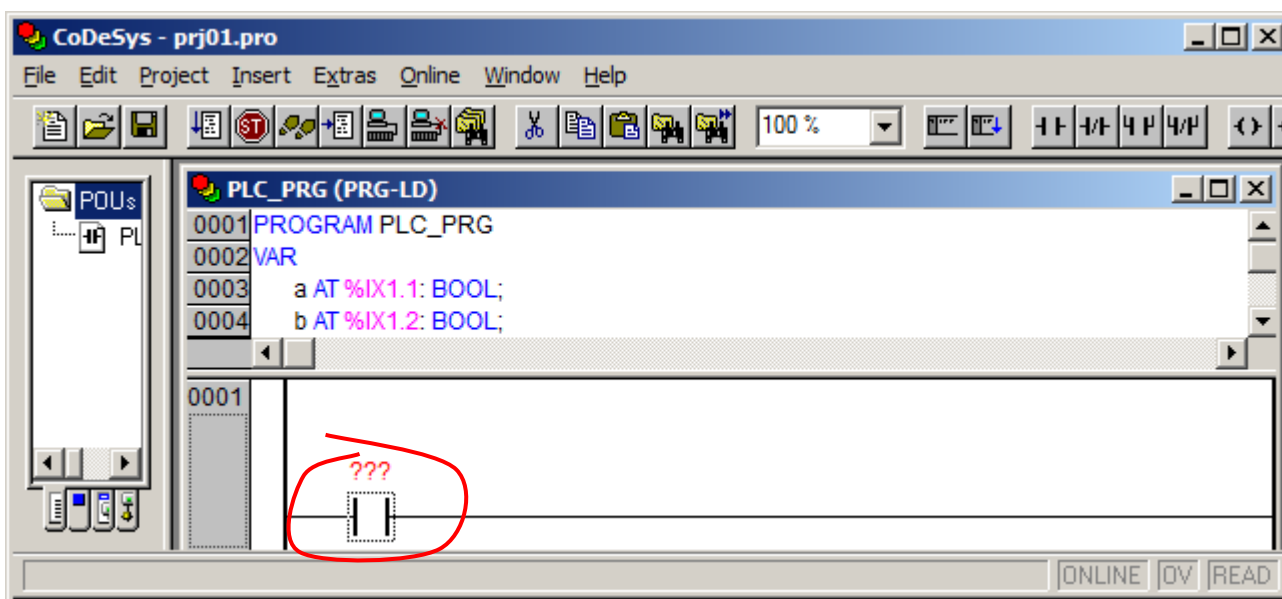 CoDeSys - prj01.pro
File Edit Project Insert Extras Online Window Help
ST 100 %
POUs
PL
PLC_PRG (PRG-LD)
0001 PROGRAM PLC_PRG
0002 VAR
0003 a AT %IX1.1: BOOL;
0004 b AT %IX1.2: BOOL;
0001
???
ONLINE OV READ